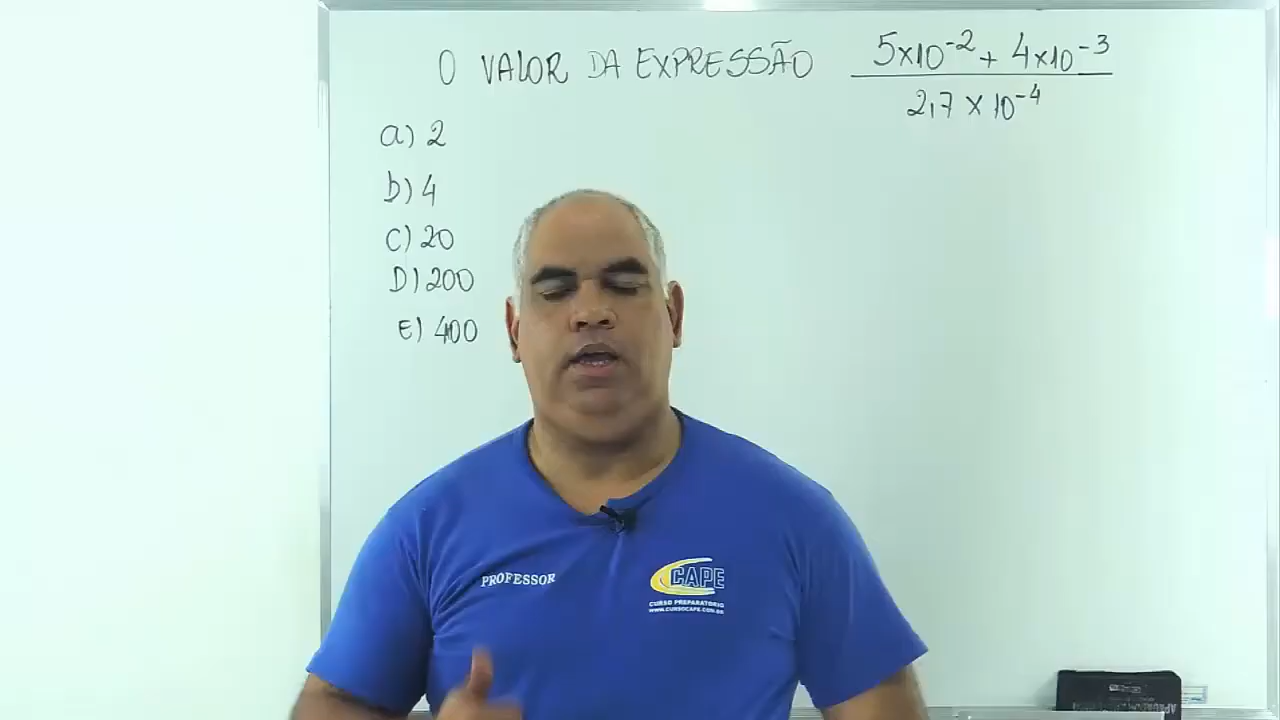 O VALOR DA EXPRESSÃO 5x10⁻² + 4x10⁻³
2,7 x 10⁻⁴
a) 2
b) 4
C) 20
D) 200
E) 400
PROFESSOR
CAPE
CURSO PREPARATÓRIO
WWW.CURSOCAPE.COM.BR